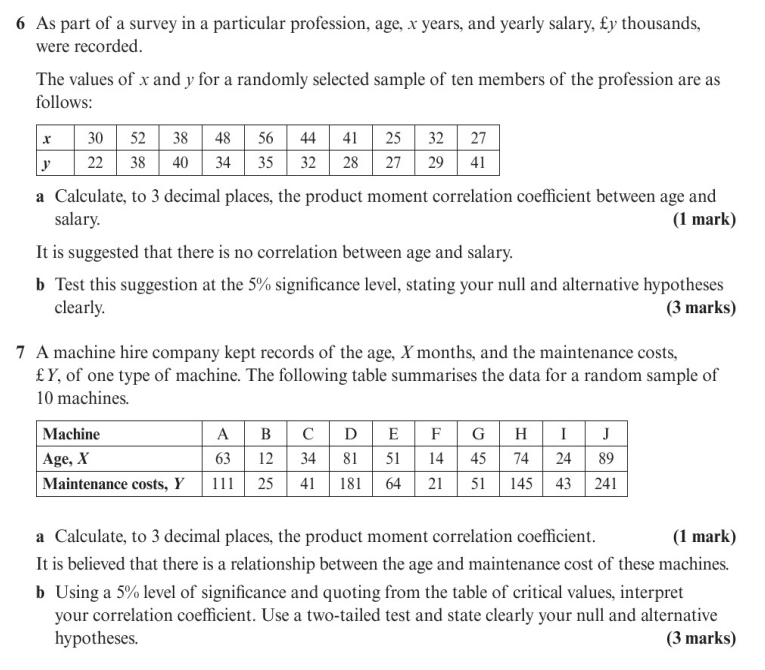 6 As part of a survey in a particular profession, age, x years, and yearly salary, £y thousands,
were recorded.
The values of x and y for a randomly selected sample of ten members of the profession are as
follows:
x 30 52 38 48 56 44 41 25 32 27
y 22 38 40 34 35 32 28 27 29 41
a Calculate, to 3 decimal places, the product moment correlation coefficient between age and
salary. (1 mark)
It is suggested that there is no correlation between age and salary.
b Test this suggestion at the 5% significance level, stating your null and alternative hypotheses
clearly. (3 marks)
7 A machine hire company kept records of the age, X months, and the maintenance costs,
£Y, of one type of machine. The following table summarises the data for a random sample of
10 machines.
Machine A B C D E F G H I J
Age, X 63 12 34 81 51 14 45 74 24 89
Maintenance costs, Y 111 25 41 181 64 21 51 145 43 241
a Calculate, to 3 decimal places, the product moment correlation coefficient. (1 mark)
It is believed that there is a relationship between the age and maintenance cost of these machines.
b Using a 5% level of significance and quoting from the table of critical values, interpret
your correlation coefficient. Use a two-tailed test and state clearly your null and alternative
hypotheses. (3 marks)